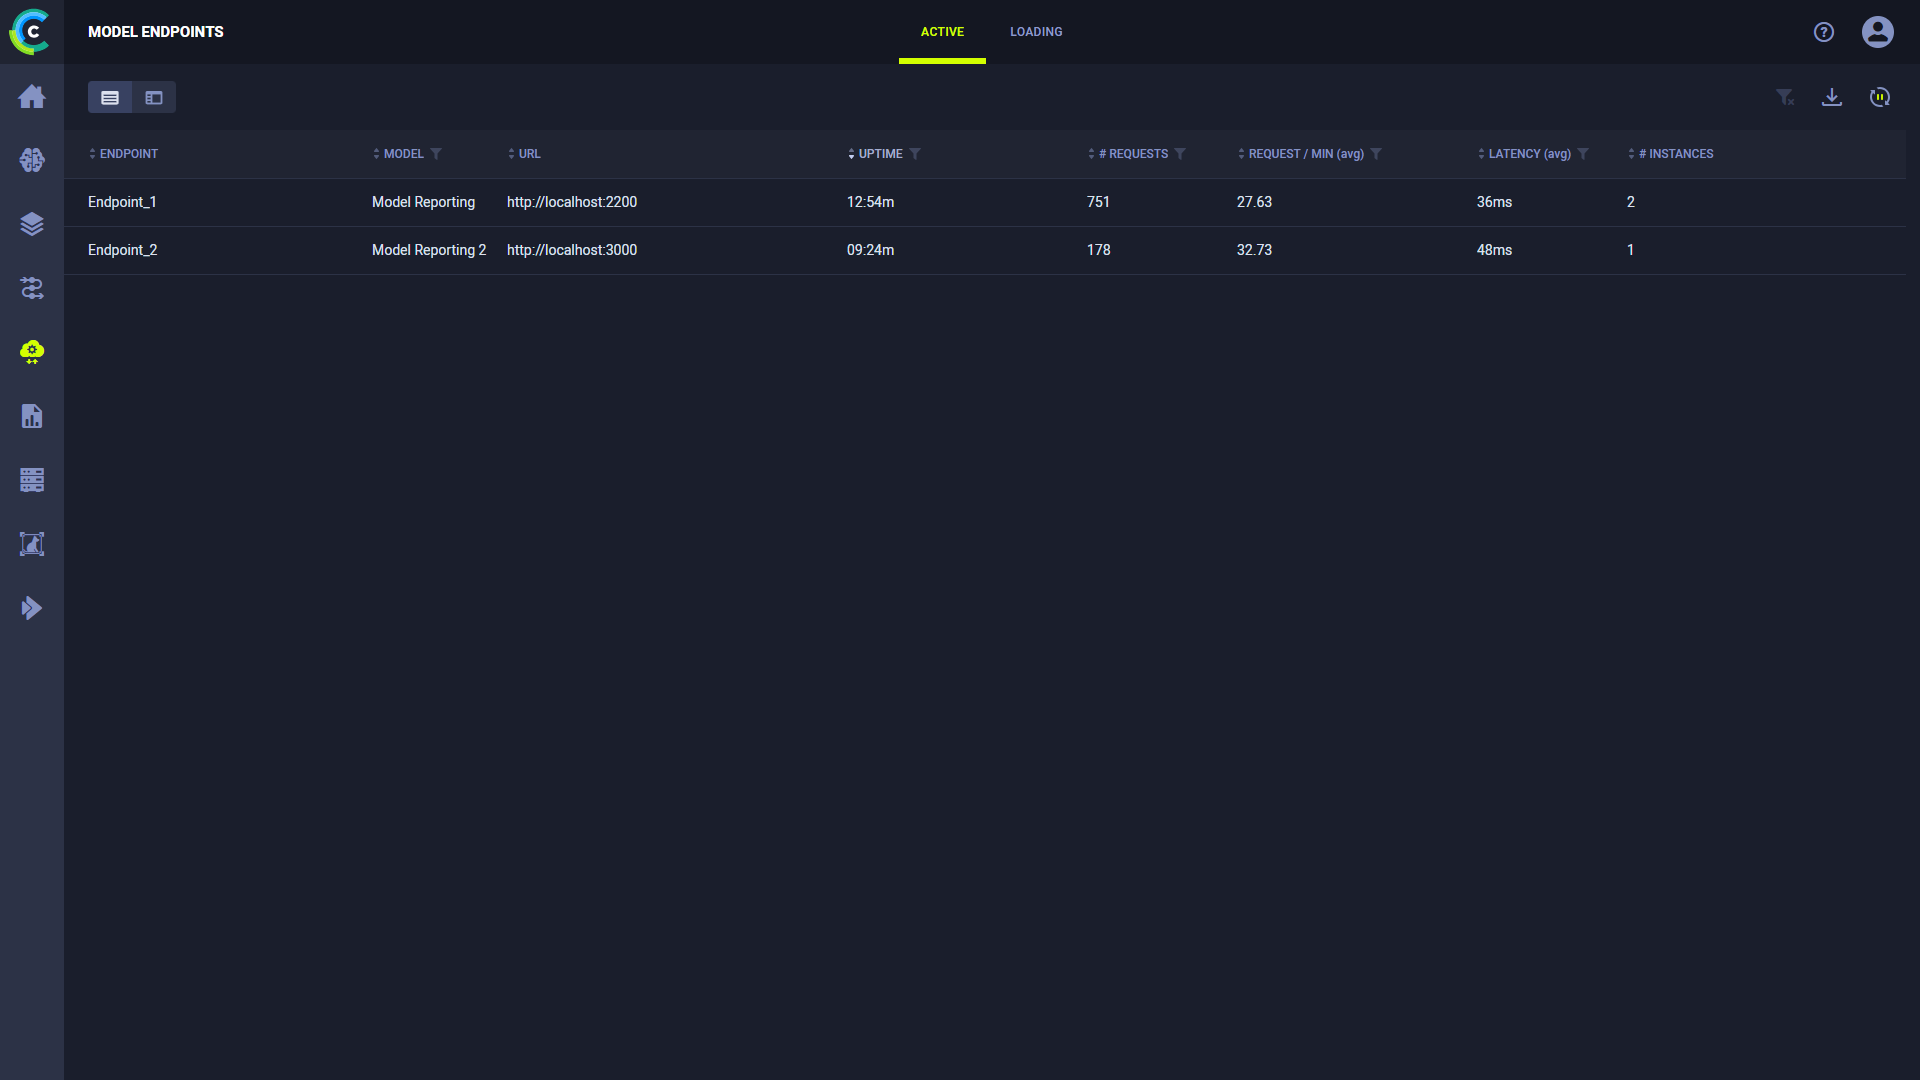 MODEL ENDPOINTS ACTIVE LOADING
ENDPOINT MODEL URL UPTIME # REQUESTS REQUEST / MIN (avg) LATENCY (avg) # INSTANCES
Endpoint_1 Model Reporting http://localhost:2200 12:54m 751 27.63 36ms 2
Endpoint_2 Model Reporting 2 http://localhost:3000 09:24m 178 32.73 48ms 1